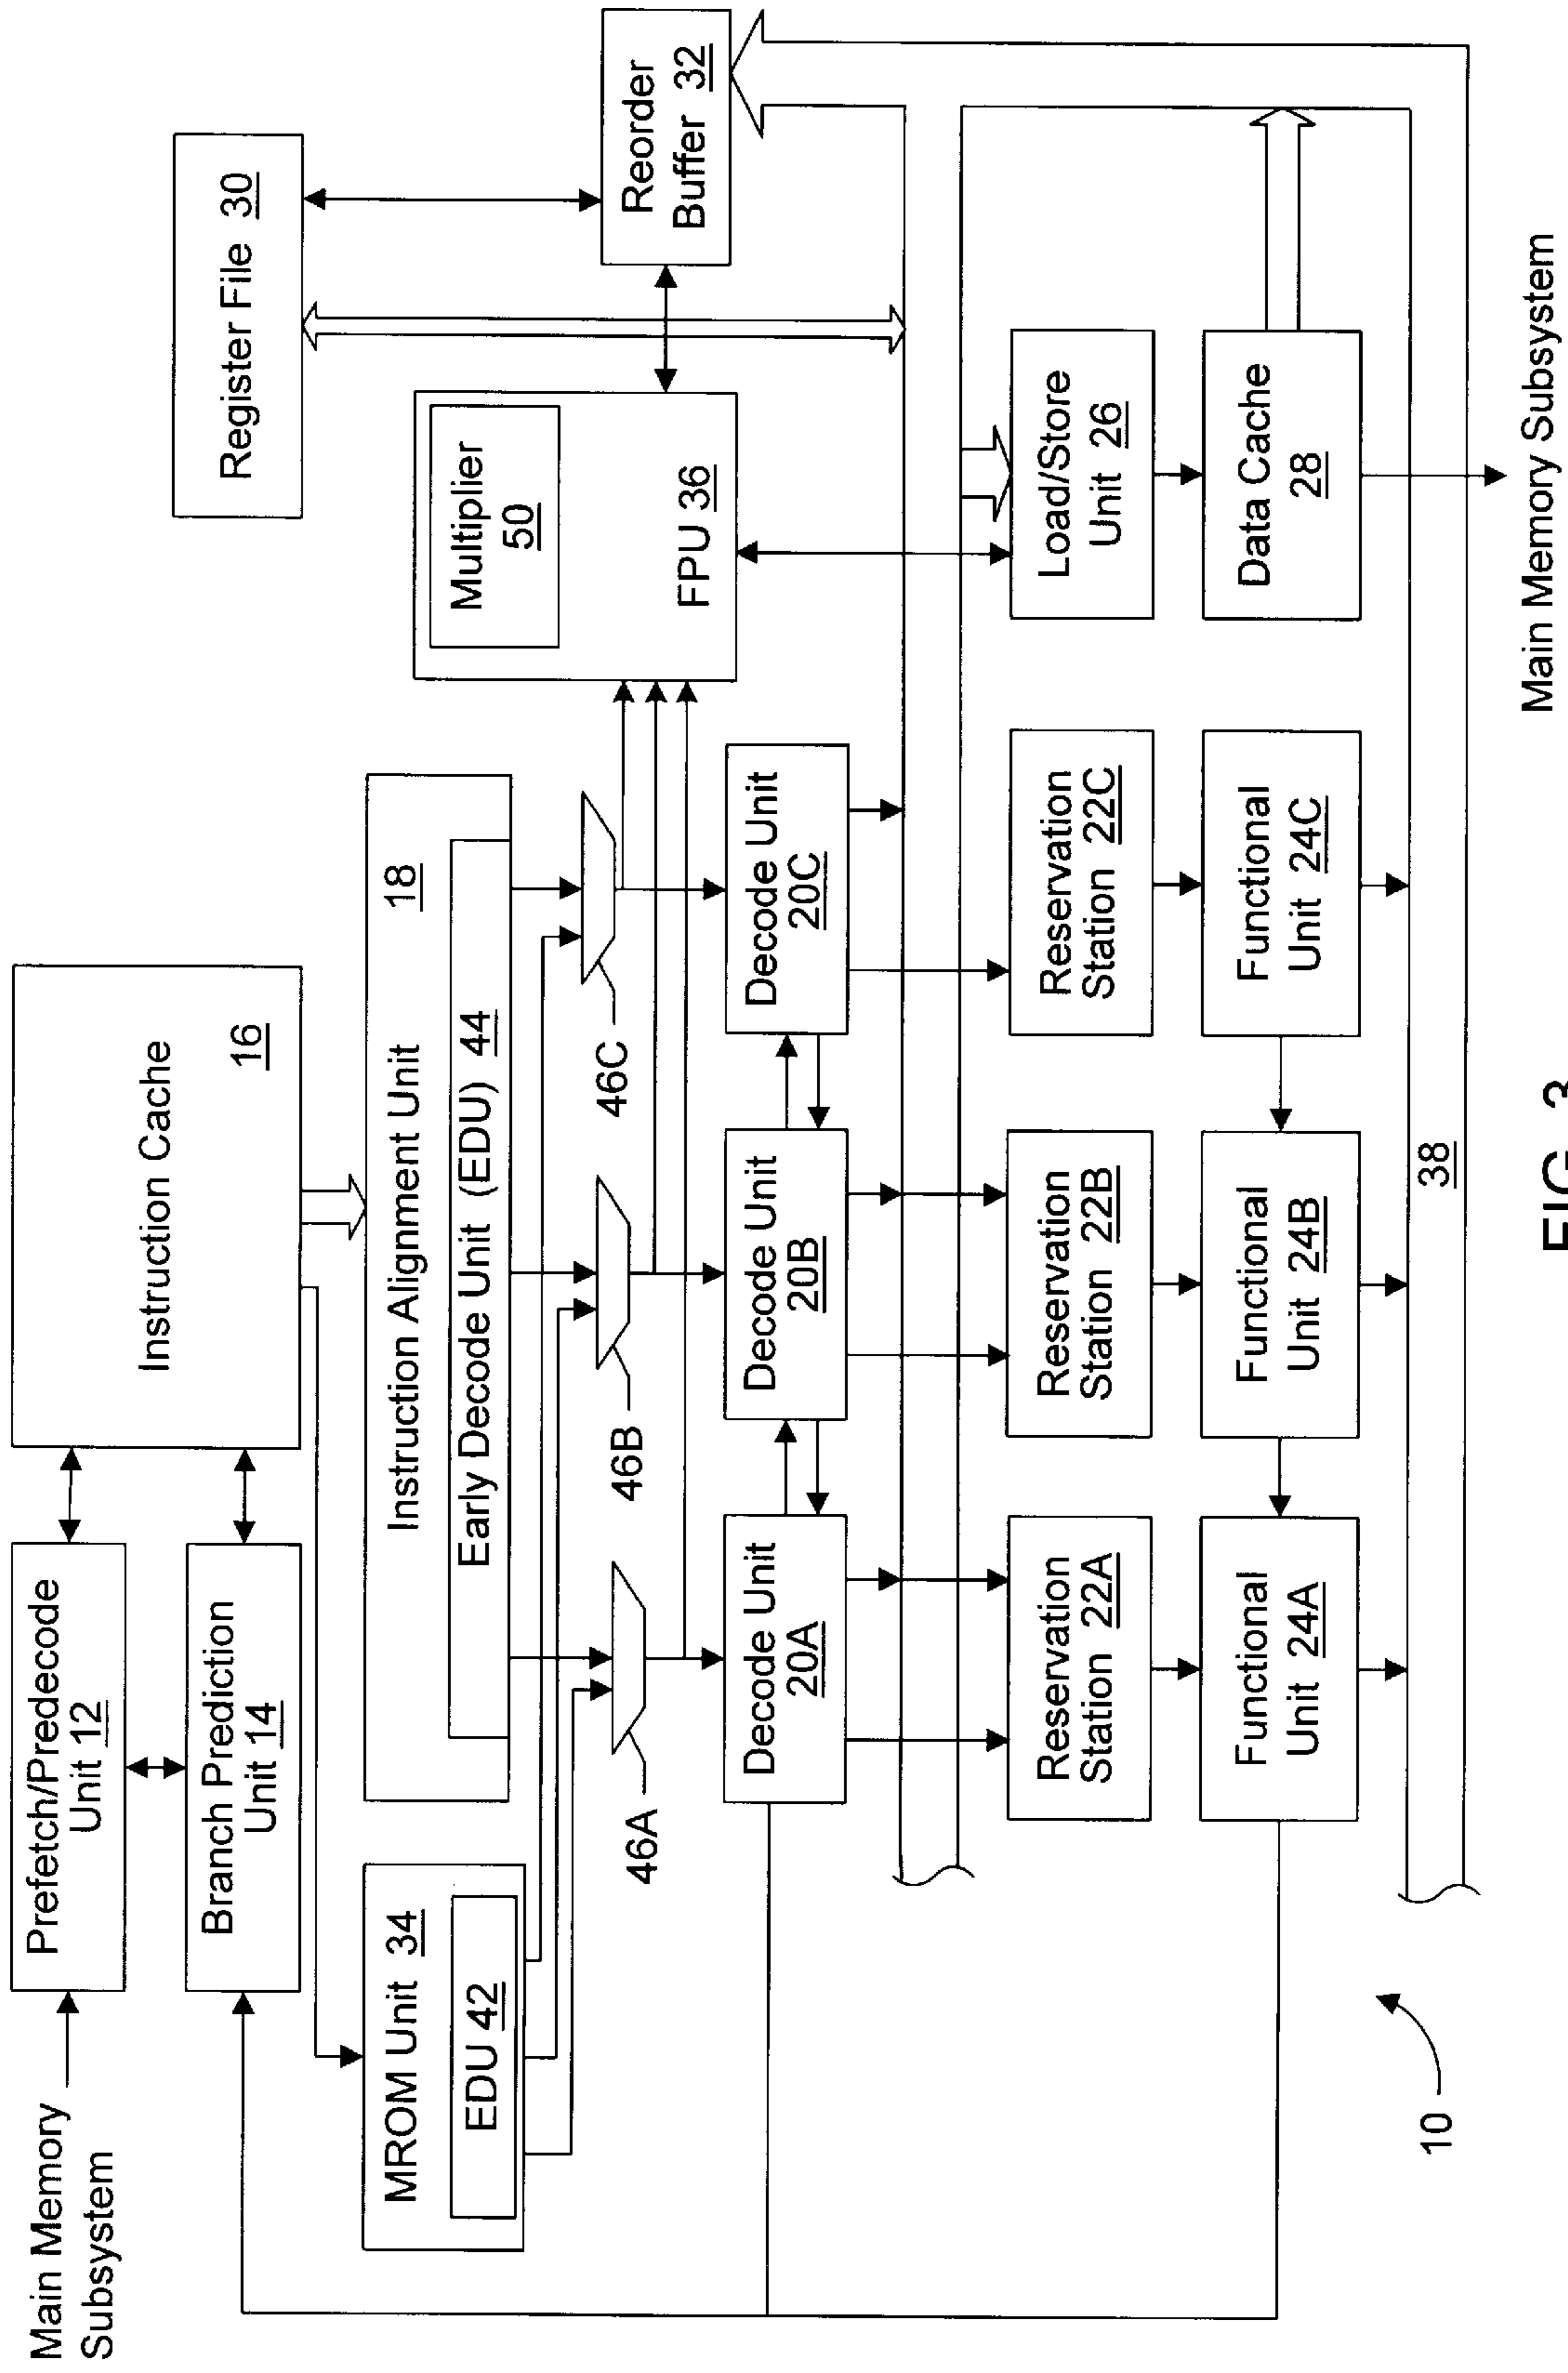 Main Memory
Subsystem
Prefetch/Predecode
Unit 12
Branch Prediction
Unit 14
Instruction Cache
16
Register File 30
MROM Unit 34
EDU 42
Instruction Alignment Unit
18
Early Decode Unit (EDU) 44
Multiplier
50
FPU 36
Reorder
Buffer 32
46A
46B
46C
Decode Unit
20A
Decode Unit
20B
Decode Unit
20C
Reservation
Station 22A
Reservation
Station 22B
Reservation
Station 22C
Load/Store
Unit 26
Functional
Unit 24A
Functional
Unit 24B
Functional
Unit 24C
Data Cache
28
38
10
Main Memory Subsystem
FIG. 3